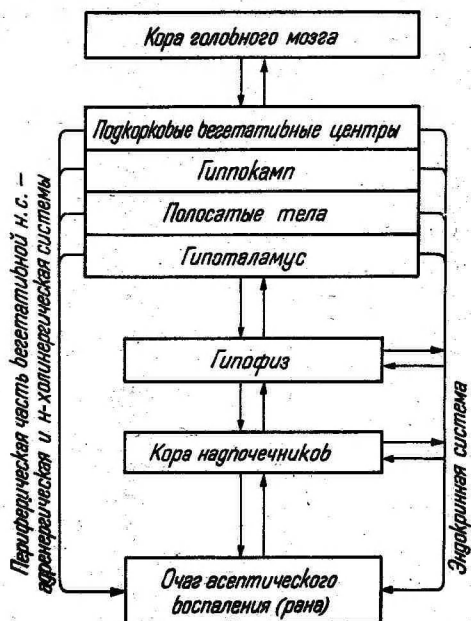 Кора головного мозга
Подкорковые вегетативные центры
Гиппокамп
Полосатые тела
Гипоталамус
Гипофиз
Кора надпочечников
Очаг асептического
воспаления (рана)
Периферическая часть вегетативной н.с. –
адренергическая и н-холинергическая системы
Эндокринная система